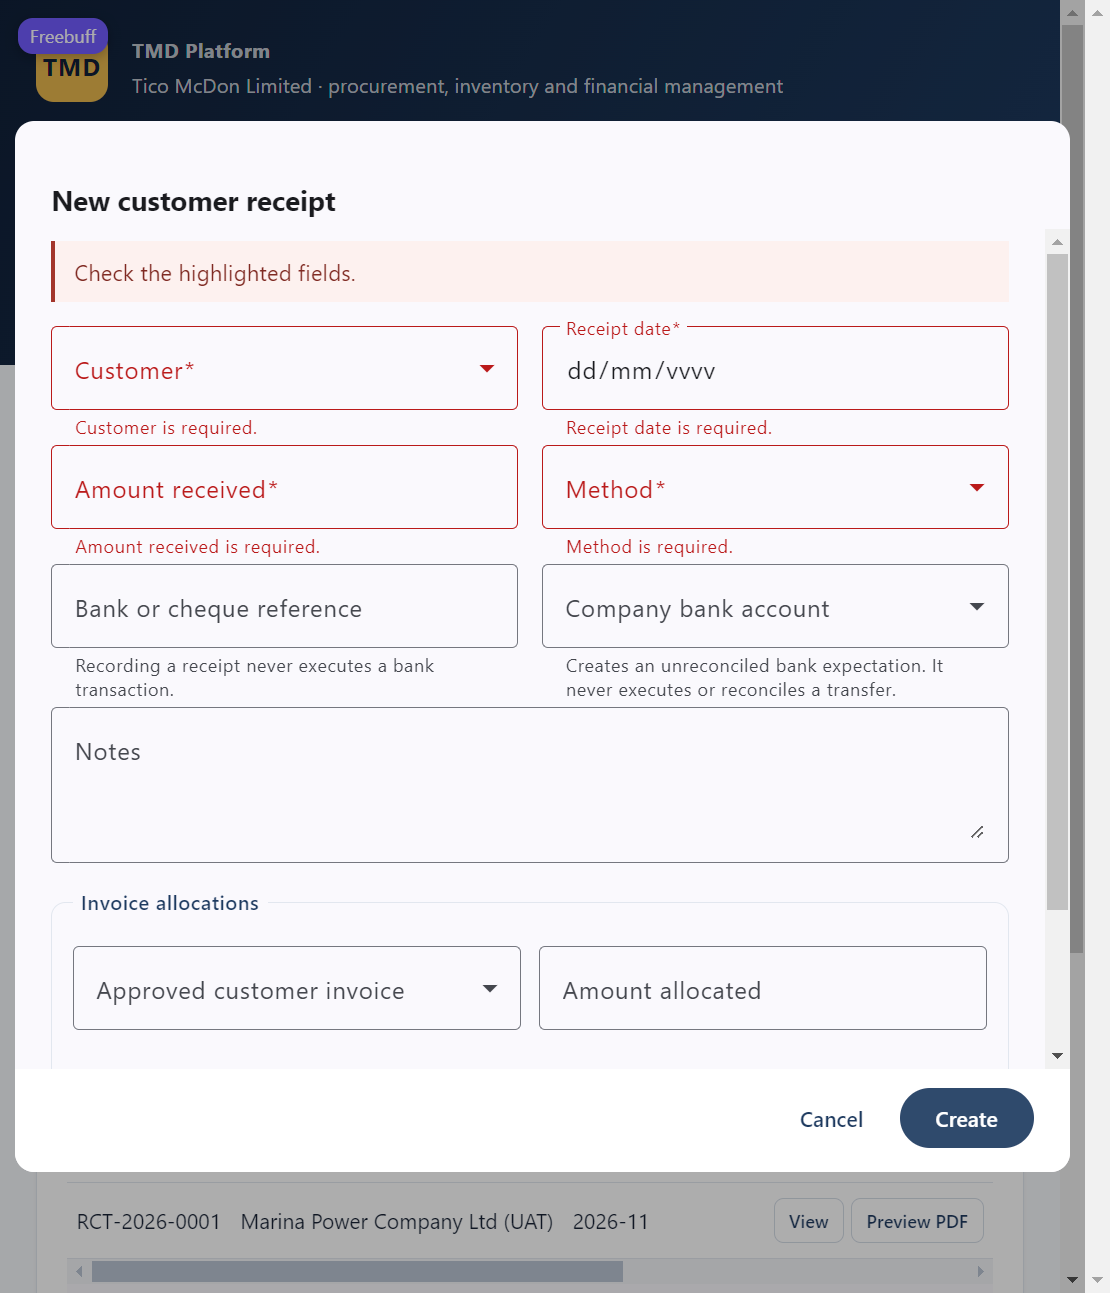 Freebuff
TMD
TMD Platform
Tico McDon Limited · procurement, inventory and financial management
New customer receipt
Check the highlighted fields.
Customer*
Receipt date*
dd/mm/yyyy
Customer is required.
Receipt date is required.
Amount received*
Method*
Amount received is required.
Method is required.
Bank or cheque reference
Company bank account
Recording a receipt never executes a bank
transaction.
Creates an unreconciled bank expectation. It
never executes or reconciles a transfer.
Notes
Invoice allocations
Approved customer invoice
Amount allocated
Cancel
Create
RCT-2026-0001 Marina Power Company Ltd (UAT) 2026-11
View
Preview PDF